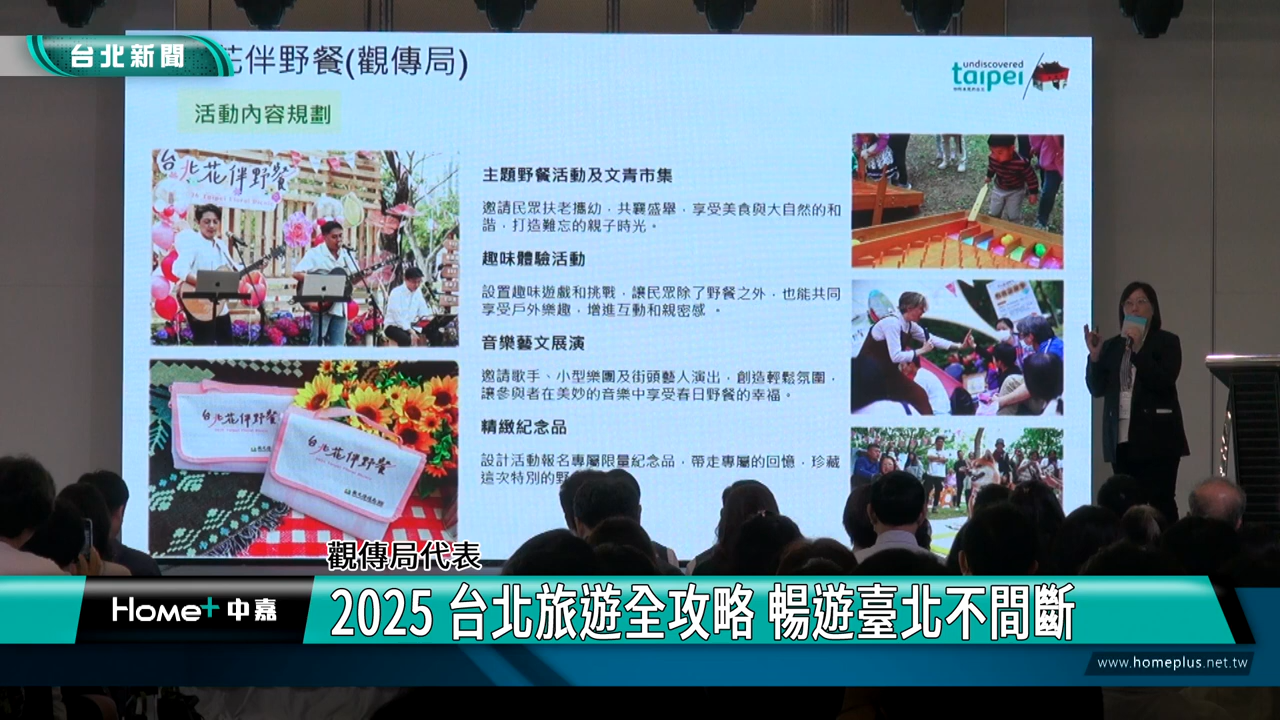 台北新聞
花伴野餐(觀傳局)
undiscovered
taipei
活動內容規劃
台北花伴野餐
主題野餐活動及文青市集
邀請民眾扶老攜幼，共襄盛舉，享受美食與大自然的和
諧，打造難忘的親子時光。
趣味體驗活動
設置趣味遊戲和挑戰，讓民眾除了野餐之外，也能共同
享受戶外樂趣，增進互動和親密感 。
音樂藝文展演
邀請歌手、小型樂團及街頭藝人演出，創造輕鬆氛圍，
讓參與者在美妙的音樂中享受春日野餐的幸福。
精緻紀念品
設計活動報名專屬限量紀念品，帶走專屬的回憶，珍藏
這次特別的野
台北花伴野餐
台北花伴野餐
觀傳局代表
Home+ 中嘉
2025 台北旅遊全攻略 暢遊臺北不間斷
www.homeplus.net.tw